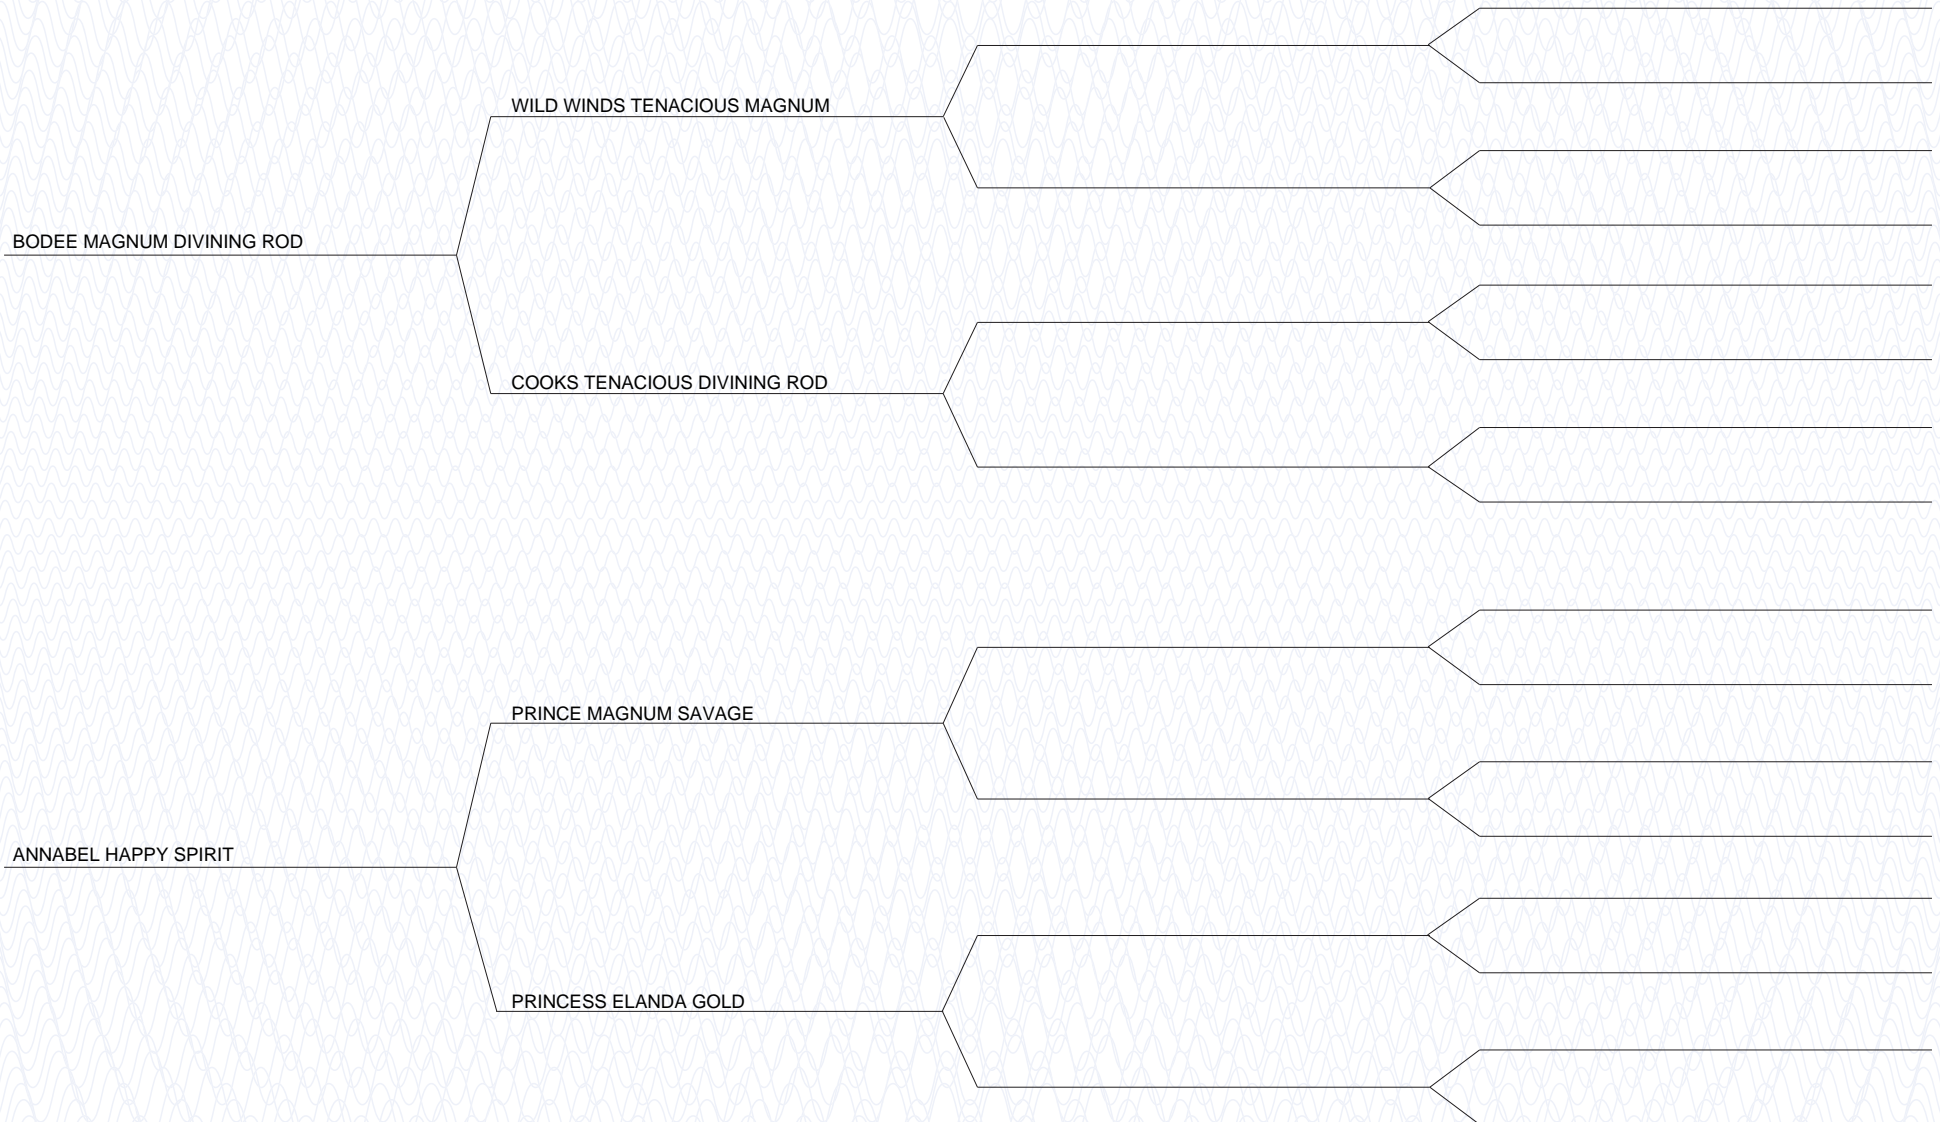 WILD WINDS TENACIOUS MAGNUM
BODEE MAGNUM DIVINING ROD
COOKS TENACIOUS DIVINING ROD
PRINCE MAGNUM SAVAGE
ANNABEL HAPPY SPIRIT
PRINCESS ELANDA GOLD